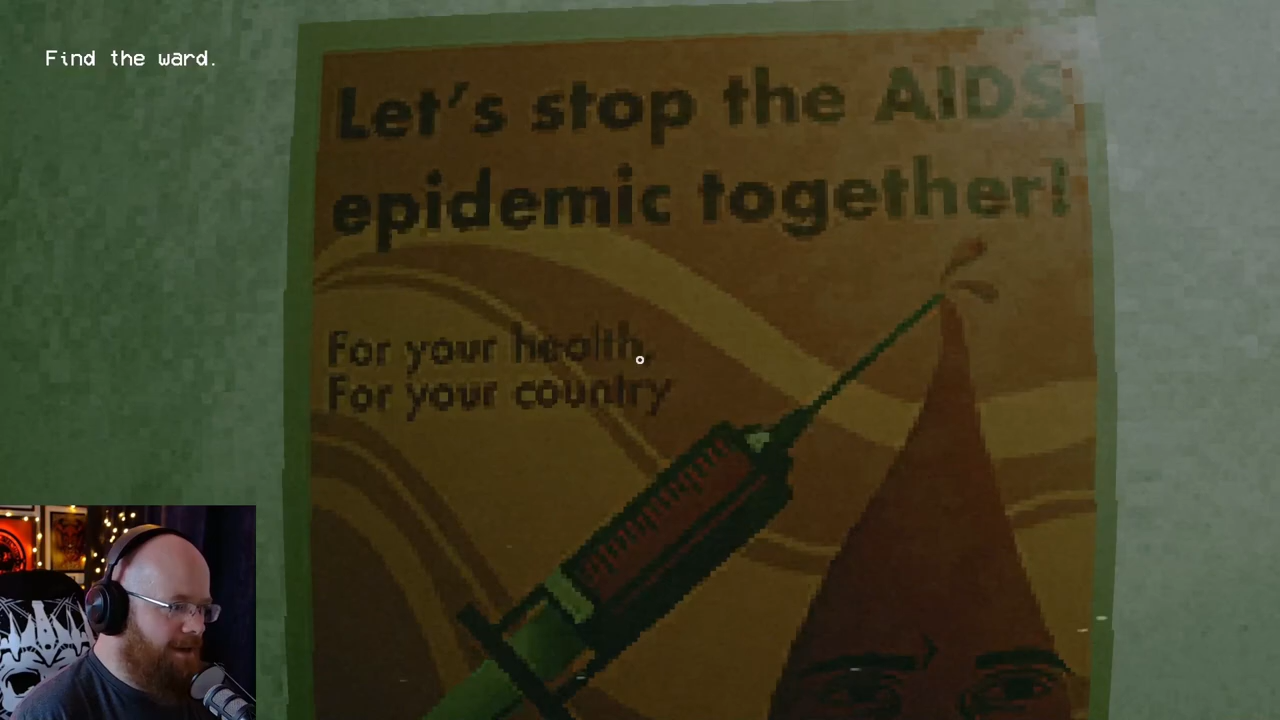 Find the ward.
Let's stop the AIDS
epidemic together!
For your health,
For your country